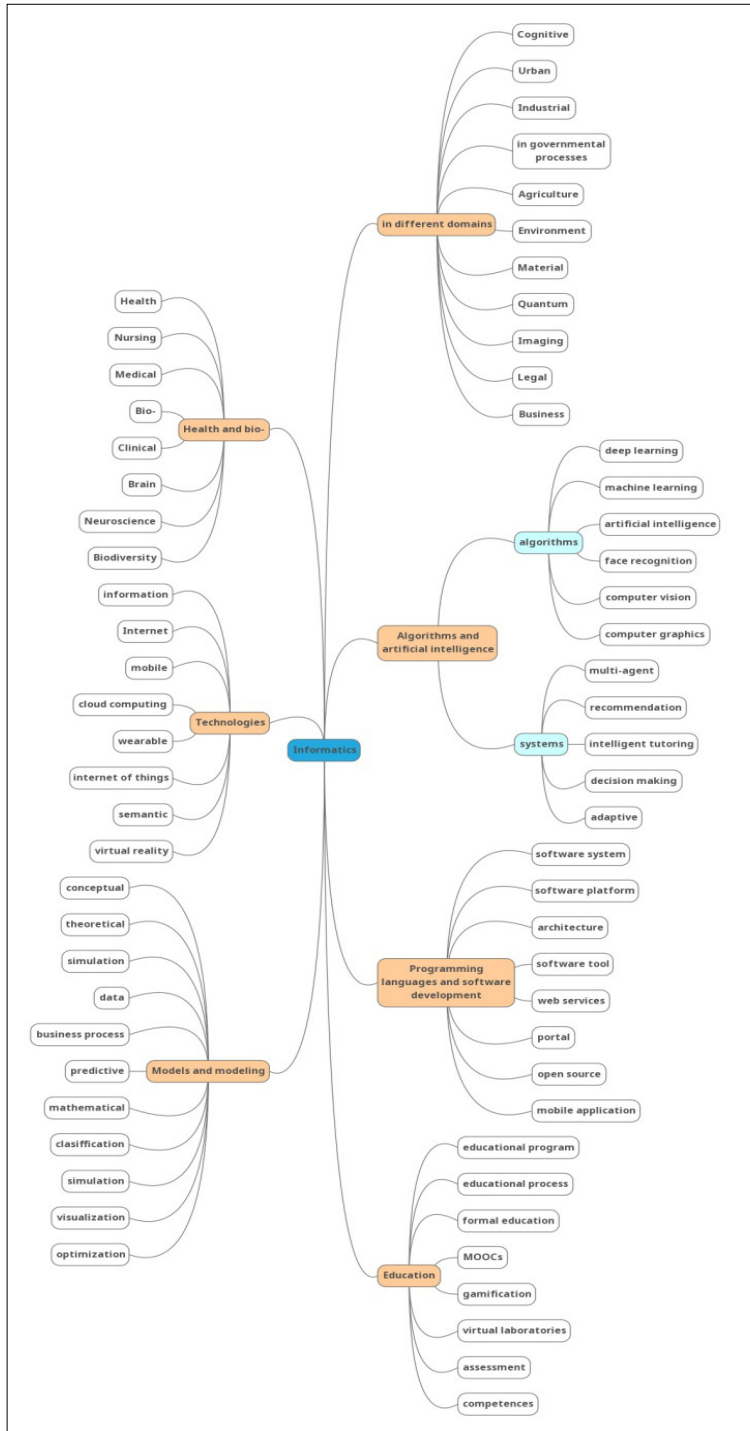 Cognitive
Urban
Industrial
in governmental
processes
Agriculture
in different domains
Environment
Material
Quantum
Imaging
Legal
Business
Health
Nursing
Medical
Bio-
Health and bio-
Clinical
Brain
Neuroscience
Biodiversity
deep learning
machine learning
artificial intelligence
algorithms
face recognition
computer vision
computer graphics
Algorithms and
artificial intelligence
multi-agent
recommendation
systems
intelligent tutoring
decision making
adaptive
information
Internet
mobile
cloud computing
Technologies
wearable
internet of things
semantic
virtual reality
Informatics
software system
software platform
architecture
software tool
Programming
languages and software
development
web services
portal
open source
mobile application
conceptual
theoretical
simulation
data
business process
predictive
Models and modeling
mathematical
clasiffication
simulation
visualization
optimization
educational program
educational process
formal education
MOOCs
Education
gamification
virtual laboratories
assessment
competences